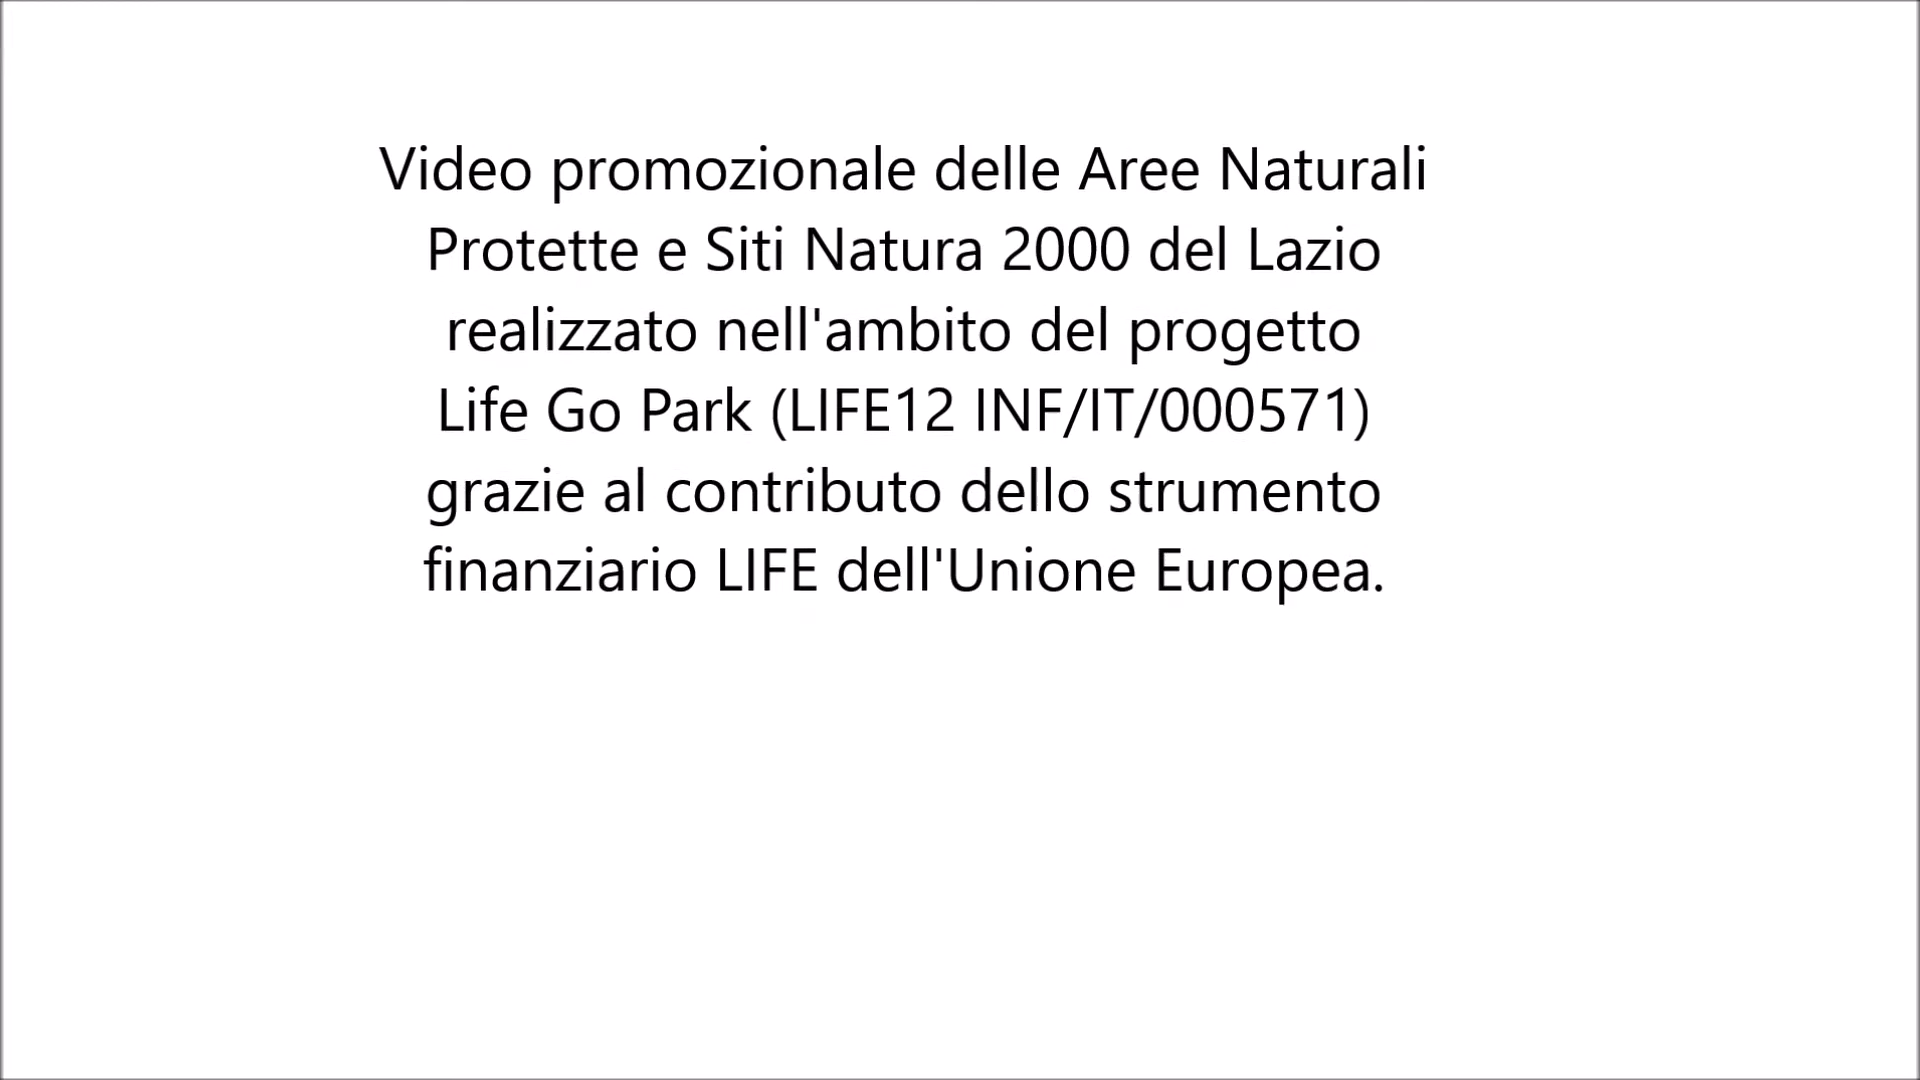 Video promozionale delle Aree Naturali
Protette e Siti Natura 2000 del Lazio
realizzato nell'ambito del progetto
Life Go Park (LIFE12 INF/IT/000571)
grazie al contributo dello strumento
finanziario LIFE dell'Unione Europea.